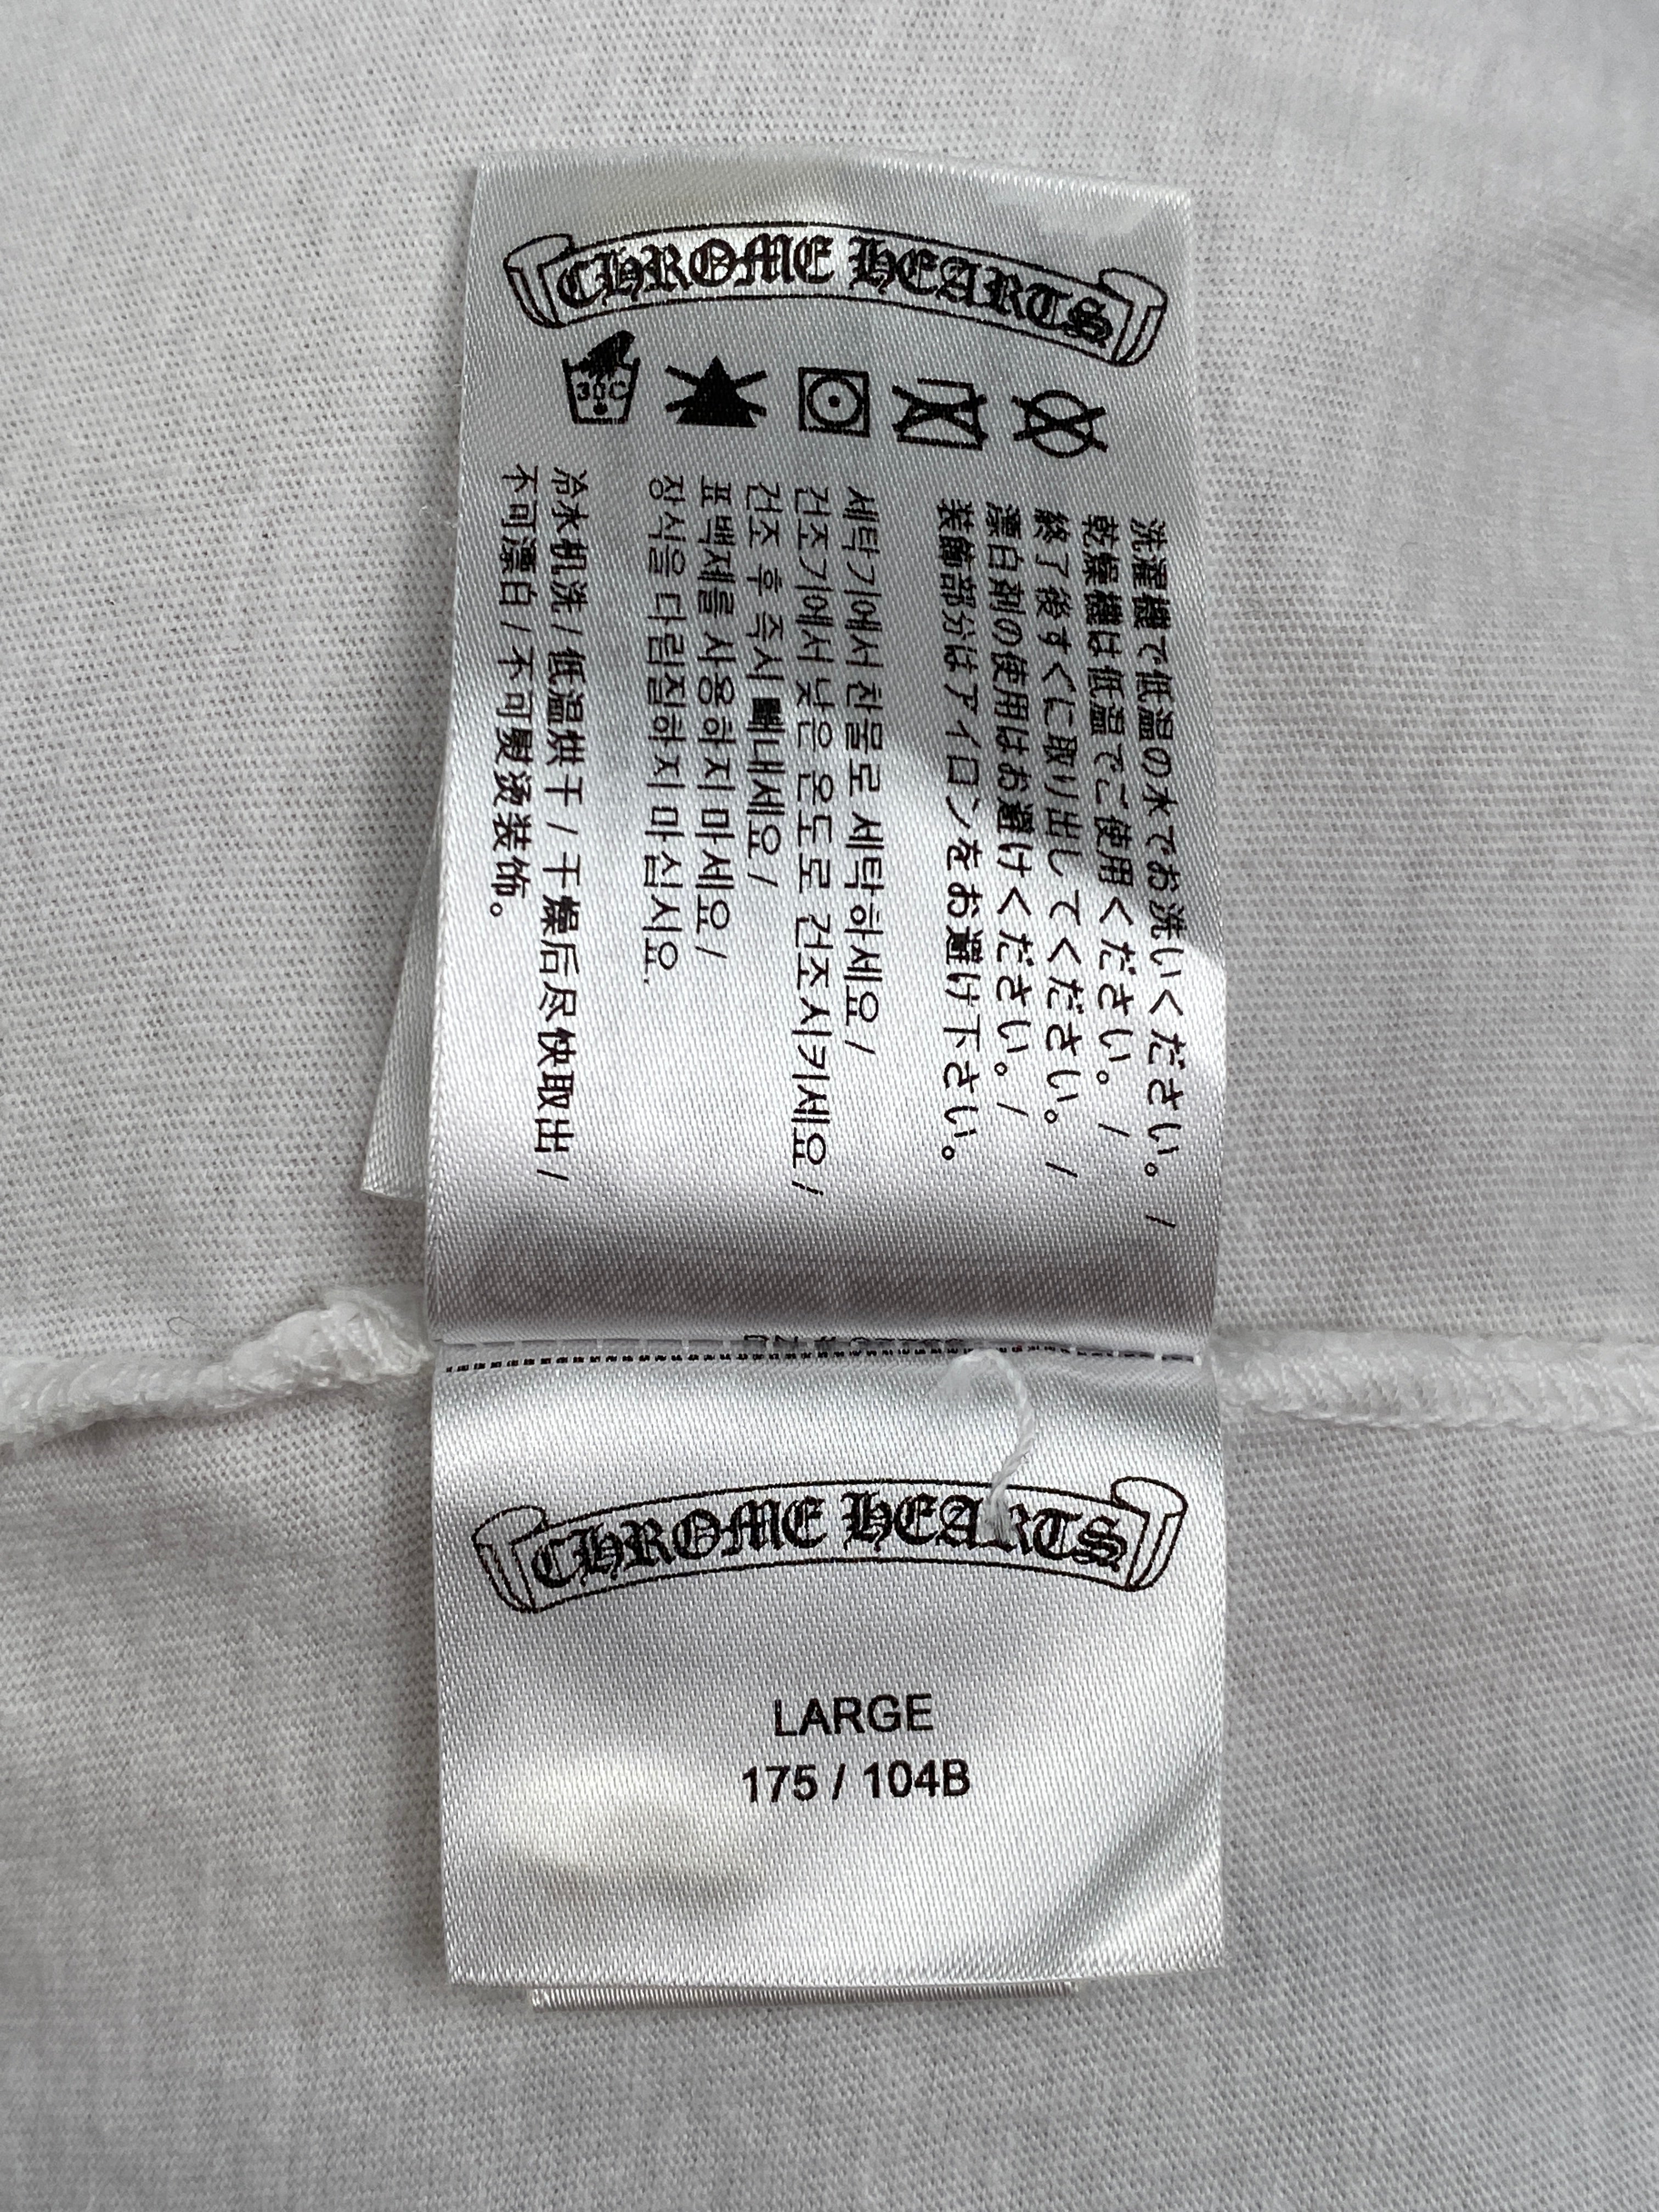 CHROME HEARTS
30C
洗濯機で低温の水でお洗いください。 /
乾燥機は低温でご使用ください。 /
終了後すぐに取り出してください。 /
漂白剤の使用はお避けください。 /
装飾部分はアイロンをお避け下さい。
세탁기에서 찬물로 세탁하세요 /
건조기에서 낮은 온도로 건조시키세요 /
건조 후 즉시 빼내세요 /
표백제를 사용하지 마세요 /
장식을 다림질하지 마십시요.
冷水机洗 / 低温烘干 / 干燥后尽快取出 /
不可漂白 / 不可熨烫装饰。
CHROME HEARTS
LARGE
175 / 104B